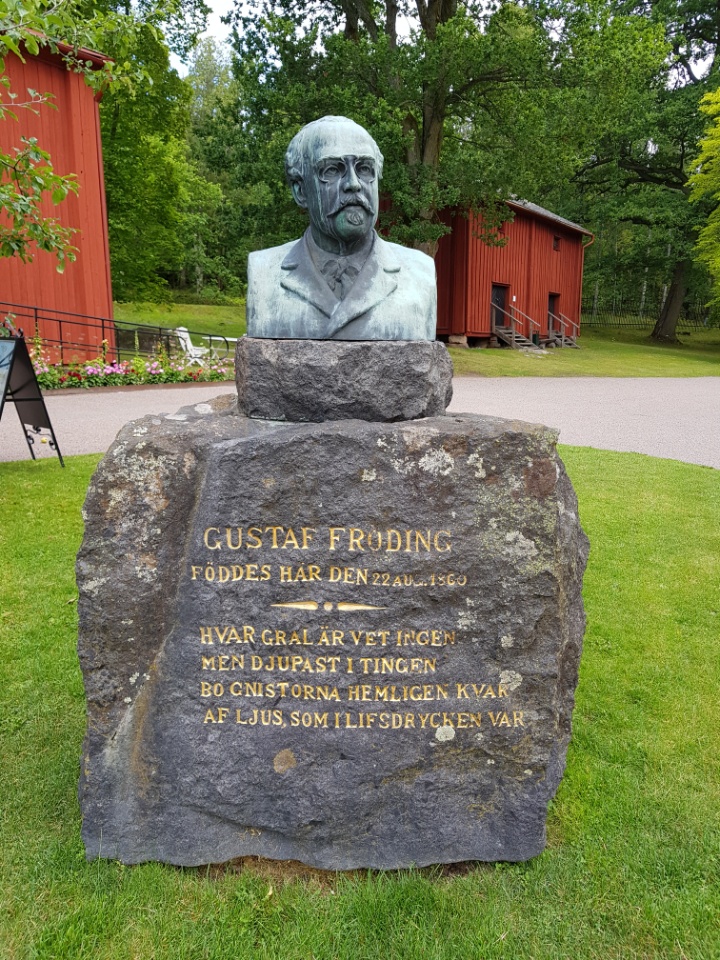 GUSTAF FRÖDING
FÖDDES HÄR DEN 22 AUG. 1860
HVAR GRAL ÄR VET INGEN
MEN DJUPAST I TINGEN
BO GNISTORNA HEMLIGEN KVAR
AF LJUS, SOM I LIFSDRYCKEN VAR